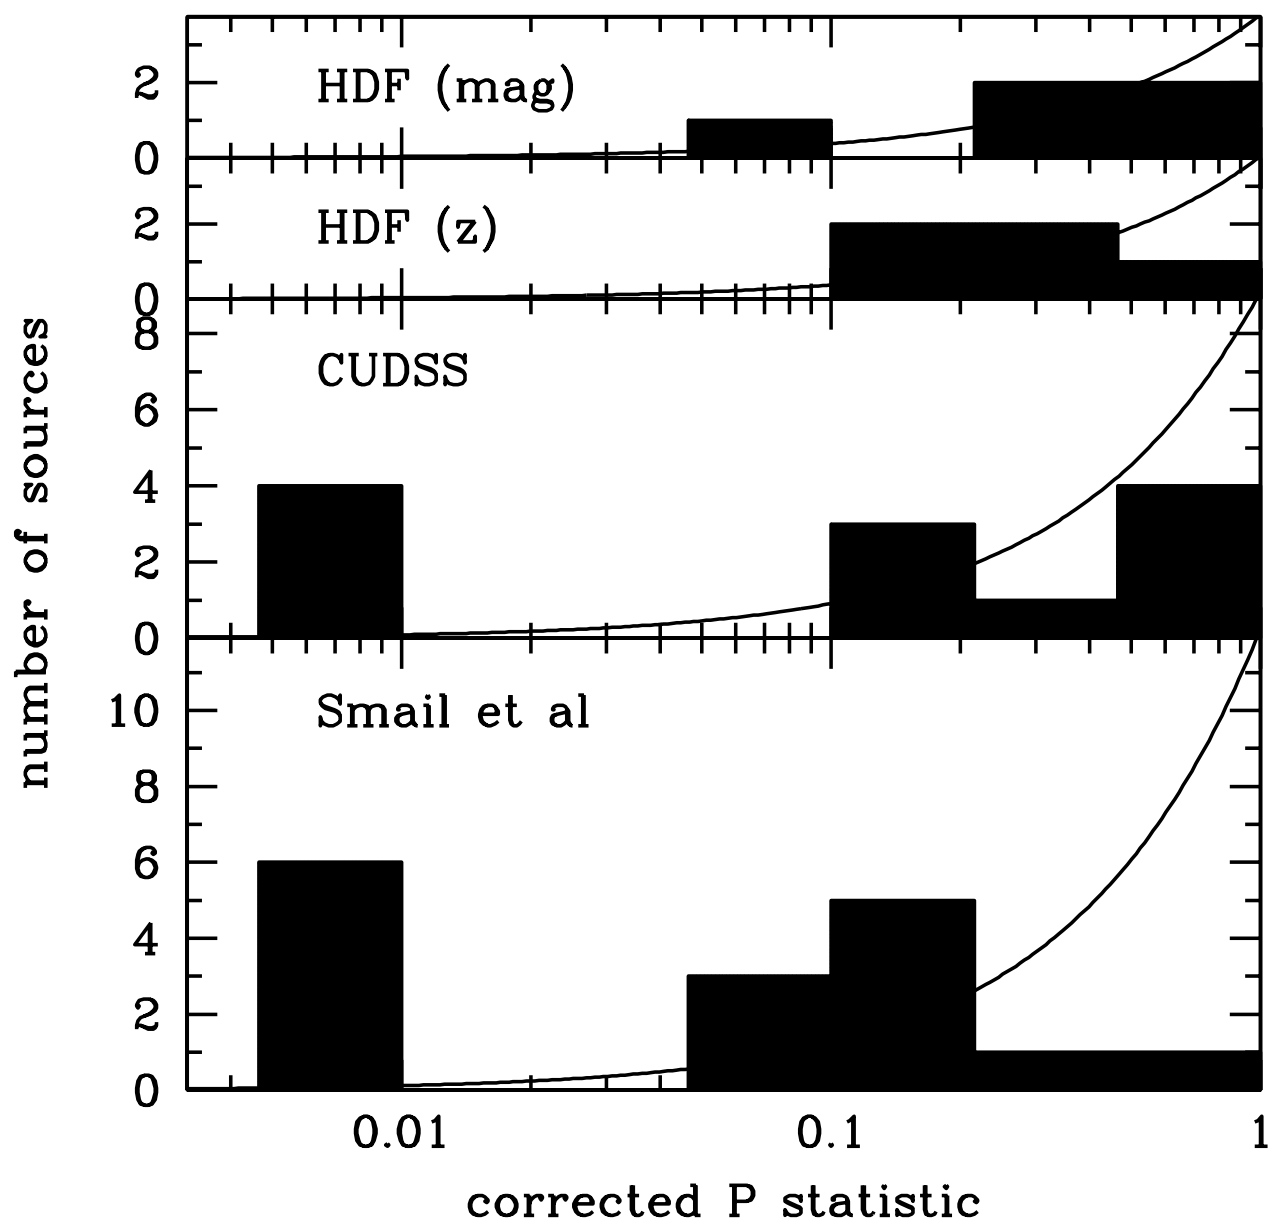 2
HDF (mag)
0
2
HDF (z)
0
8
CUDSS
6
4
2
0
10
Smail et al
8
6
4
2
0
0.01 0.1 1
corrected P statistic
number of sources